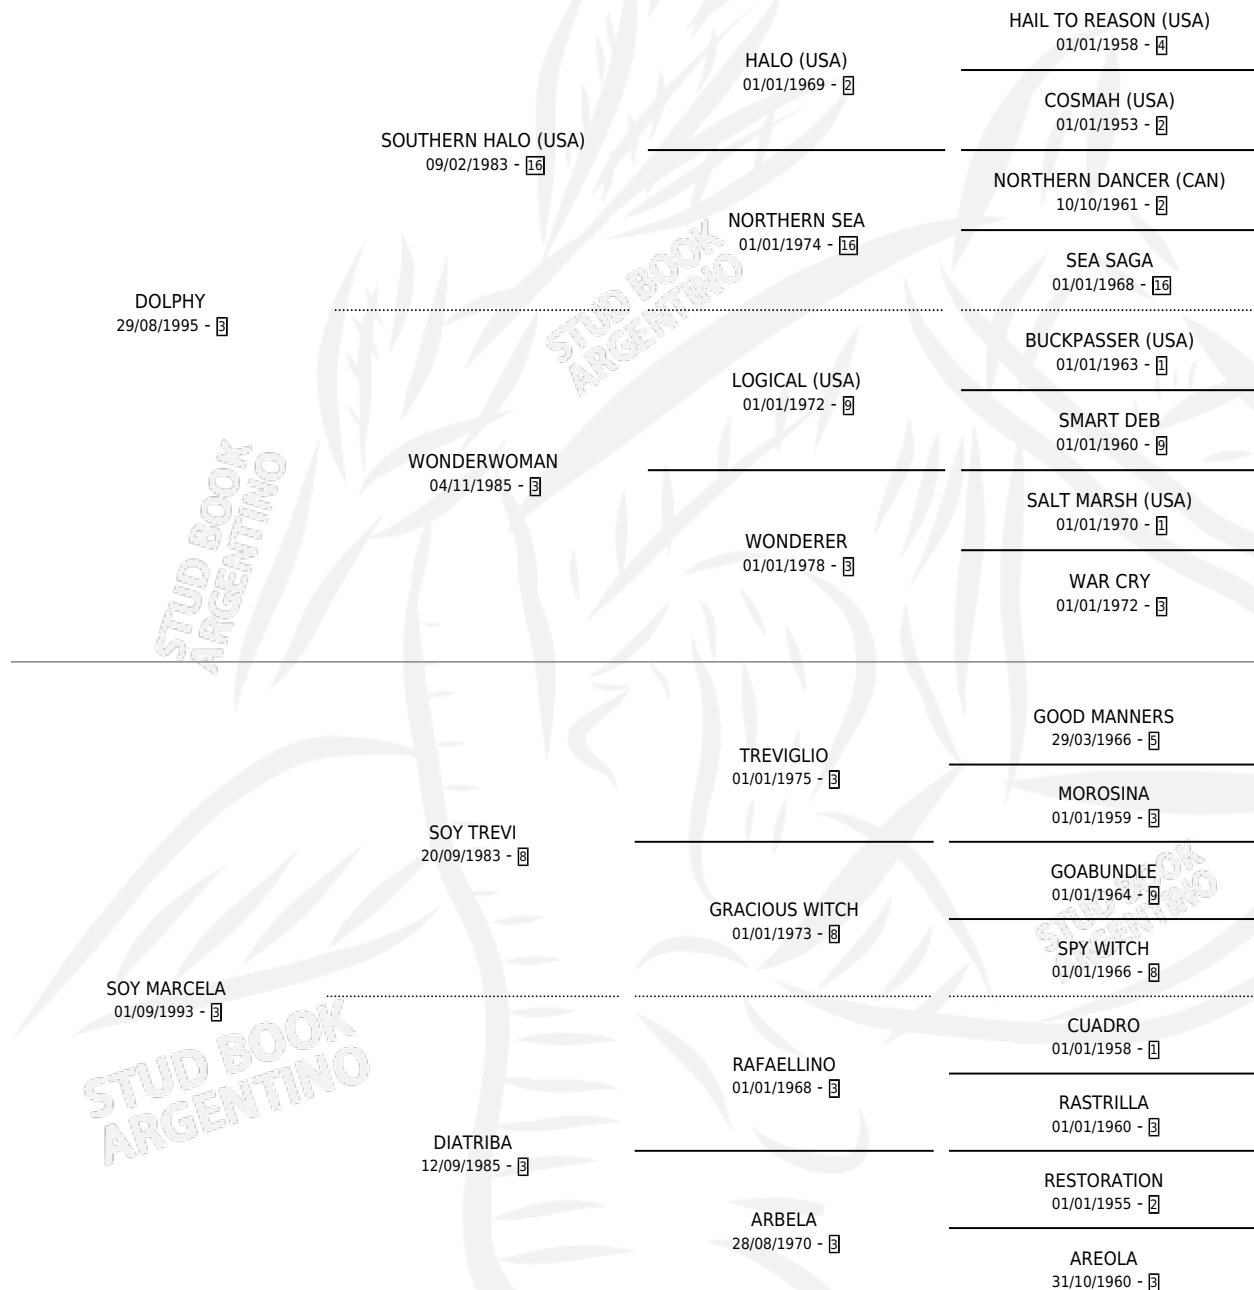 HAIL TO REASON (USA)
01/01/1958 - 4
HALO (USA)
01/01/1969 - 2
COSMAH (USA)
01/01/1953 - 2
SOUTHERN HALO (USA)
09/02/1983 - 16
NORTHERN DANCER (CAN)
10/10/1961 - 2
NORTHERN SEA
01/01/1974 - 16
SEA SAGA
01/01/1968 - 16
DOLPHY
29/08/1995 - 3
BUCKPASSER (USA)
01/01/1963 - 1
LOGICAL (USA)
01/01/1972 - 9
SMART DEB
01/01/1960 - 9
WONDERWOMAN
04/11/1985 - 3
SALT MARSH (USA)
01/01/1970 - 1
WONDERER
01/01/1978 - 3
WAR CRY
01/01/1972 - 3
GOOD MANNERS
29/03/1966 - 5
TREVIGLIO
01/01/1975 - 3
MOROSINA
01/01/1959 - 3
SOY TREVI
20/09/1983 - 8
GOABUNDLE
01/01/1964 - 9
GRACIOUS WITCH
01/01/1973 - 8
SPY WITCH
01/01/1966 - 8
SOY MARCELA
01/09/1993 - 3
CUADRO
01/01/1958 - 1
RAFAELLINO
01/01/1968 - 3
RASTRILLA
01/01/1960 - 3
DIATRIBA
12/09/1985 - 3
RESTORATION
01/01/1955 - 2
ARBELA
28/08/1970 - 3
AREOLA
31/10/1960 - 3
STUD BOOK
ARGENTINO
STUD BOOK
ARGENTINO
STUD BOOK
ARGENTINO
STUD BOOK
ARGENTINO